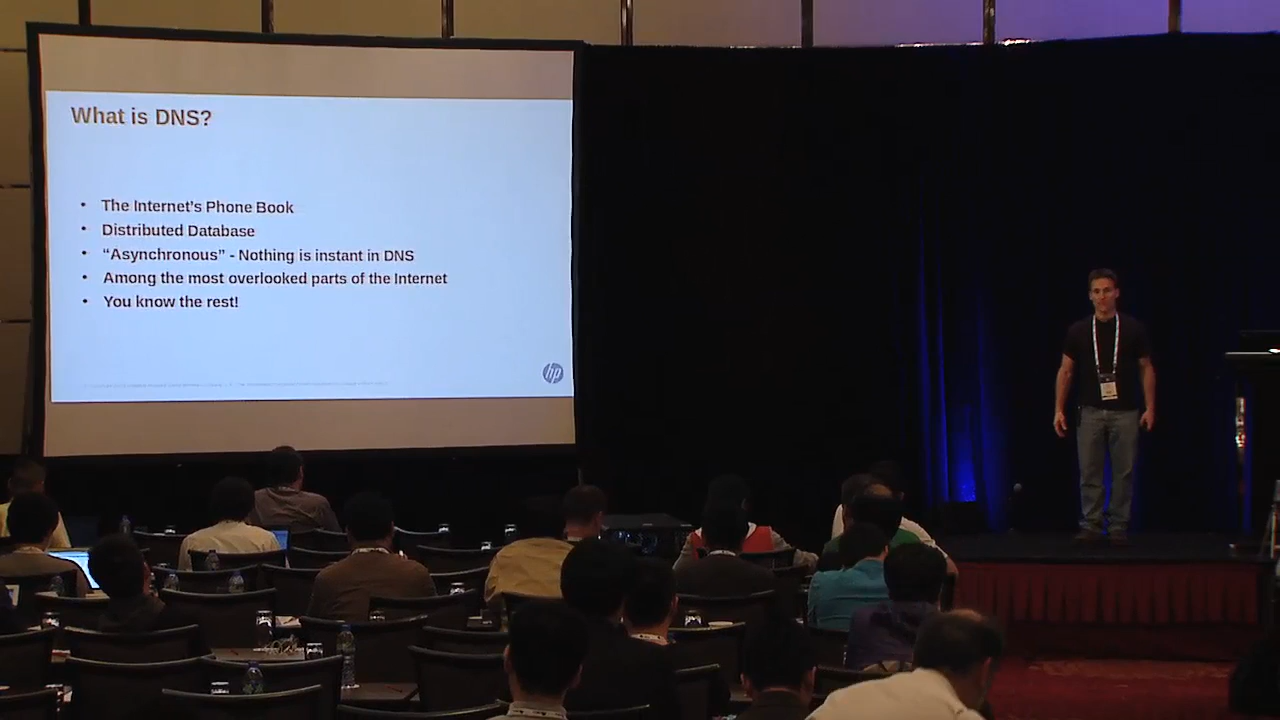 What is DNS?
• The Internet's Phone Book
• Distributed Database
• “Asynchronous” - Nothing is instant in DNS
• Among the most overlooked parts of the Internet
• You know the rest!
hp